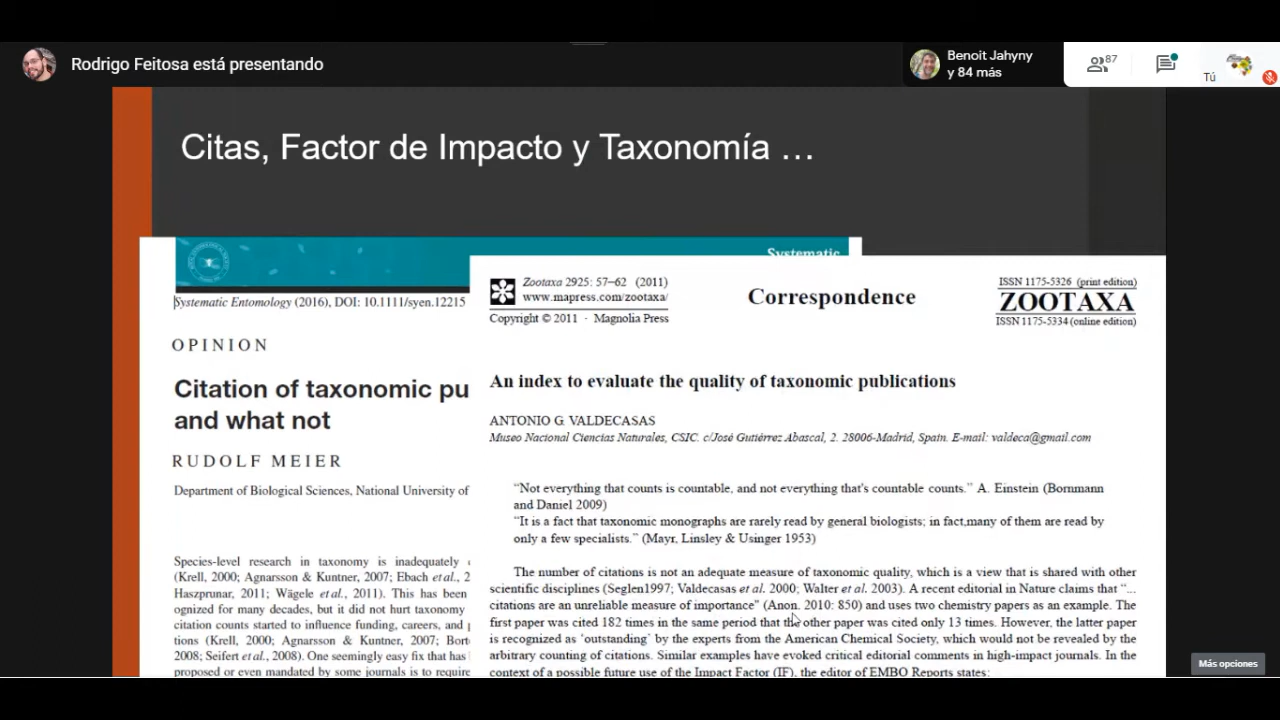 Rodrigo Feitosa está presentando
Benoit Jahyny
y 84 más
87
Tú
Citas, Factor de Impacto y Taxonomía …
Systematic
Systematic Entomology (2016), DOI: 10.1111/syen.12215
OPINION
Citation of taxonomic pu
and what not
RUDOLF MEIER
Department of Biological Sciences, National University of
Species-level research in taxonomy is inadequately
(Krell, 2000; Agnarsson & Kuntner, 2007; Ebach et al., 2
Haszprunar, 2011; Wägele et al., 2011). This has been
ognized for many decades, but it did not hurt taxonomy
citation counts started to influence funding, careers, and p
tions (Krell, 2000; Agnarsson & Kuntner, 2007; Bort
2008; Seifert et al., 2008). One seemingly easy fix that has
proposed or even mandated by some journals is to require
Zootaxa 2925: 57–62 (2011)
www.mapress.com/zootaxa/
Copyright © 2011 · Magnolia Press
Correspondence
ISSN 1175-5326 (print edition)
ZOOTAXA
ISSN 1175-5334 (online edition)
An index to evaluate the quality of taxonomic publications
ANTONIO G. VALDECASAS
Museo Nacional Ciencias Naturales, CSIC. c/José Gutiérrez Abascal, 2. 28006-Madrid, Spain. E-mail: valdeca@gmail.com
“Not everything that counts is countable, and not everything that's countable counts.” A. Einstein (Bornmann
and Daniel 2009)
“It is a fact that taxonomic monographs are rarely read by general biologists; in fact,many of them are read by
only a few specialists.” (Mayr, Linsley & Usinger 1953)
The number of citations is not an adequate measure of taxonomic quality, which is a view that is shared with other
scientific disciplines (Seglen1997; Valdecasas et al. 2000; Walter et al. 2003). A recent editorial in Nature claims that “...
citations are an unreliable measure of importance” (Anon. 2010: 850) and uses two chemistry papers as an example. The
first paper was cited 182 times in the same period that the other paper was cited only 13 times. However, the latter paper
is recognized as ‘outstanding’ by the experts from the American Chemical Society, which would not be revealed by the
arbitrary counting of citations. Similar examples have evoked critical editorial comments in high-impact journals. In the
context of a possible future use of the Impact Factor (IF), the editor of EMBO Reports states:
Más opciones